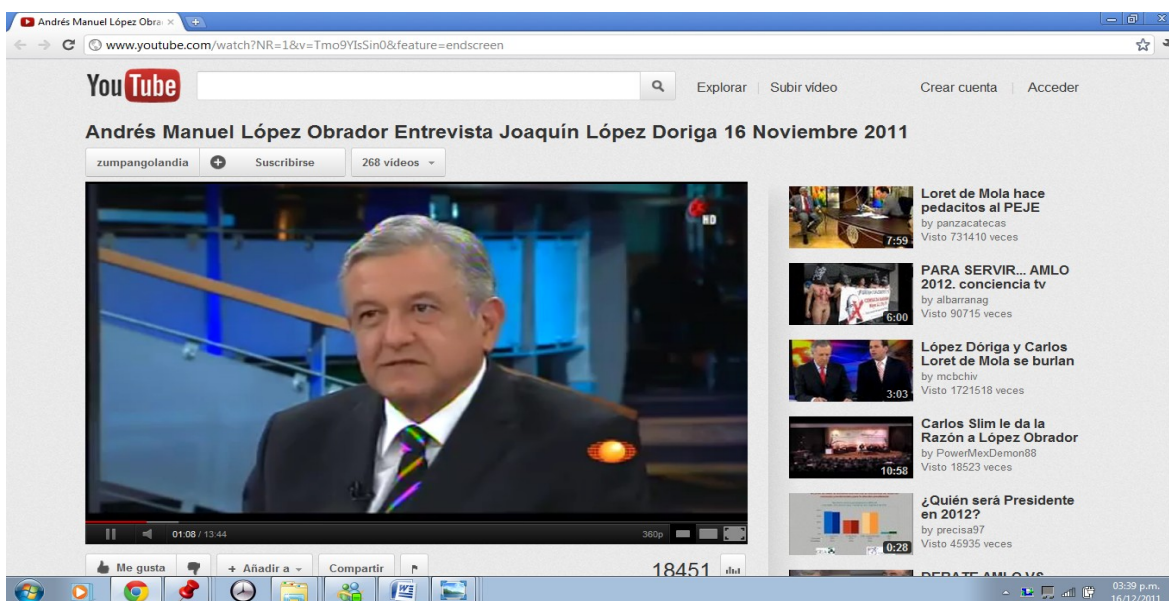 Andrés Manuel López Obra
www.youtube.com/watch?NR=1&v=Tmo9YIsSin0&feature=endscreen
YouTube
Explorar | Subir vídeo
Crear cuenta | Acceder
Andrés Manuel López Obrador Entrevista Joaquín López Doriga 16 Noviembre 2011
zumpangolandia
Suscribirse
268 vídeos
HD
01:08 / 13:44
360p
Me gusta
+ Añadir a
Compartir
18451
7:59
Loret de Mola hace
pedacitos al PEJE
by panzacatecas
Visto 731410 veces
6:00
PARA SERVIR... AMLO
2012. conciencia tv
by albarranag
Visto 90715 veces
3:03
López Dóriga y Carlos
Loret de Mola se burlan
by mcbchiv
Visto 1721518 veces
10:58
Carlos Slim le da la
Razón a López Obrador
by PowerMexDemon88
Visto 18523 veces
0:28
¿Quién será Presidente
en 2012?
by precisa97
Visto 45935 veces
DEBATE AMLO VS
03:39 p.m.
16/12/2011